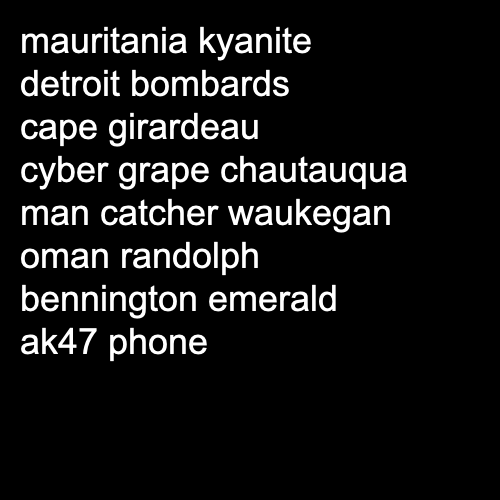 mauritania kyanite
detroit bombards
cape girardeau
cyber grape chautauqua
man catcher waukegan
oman randolph
bennington emerald
ak47 phone